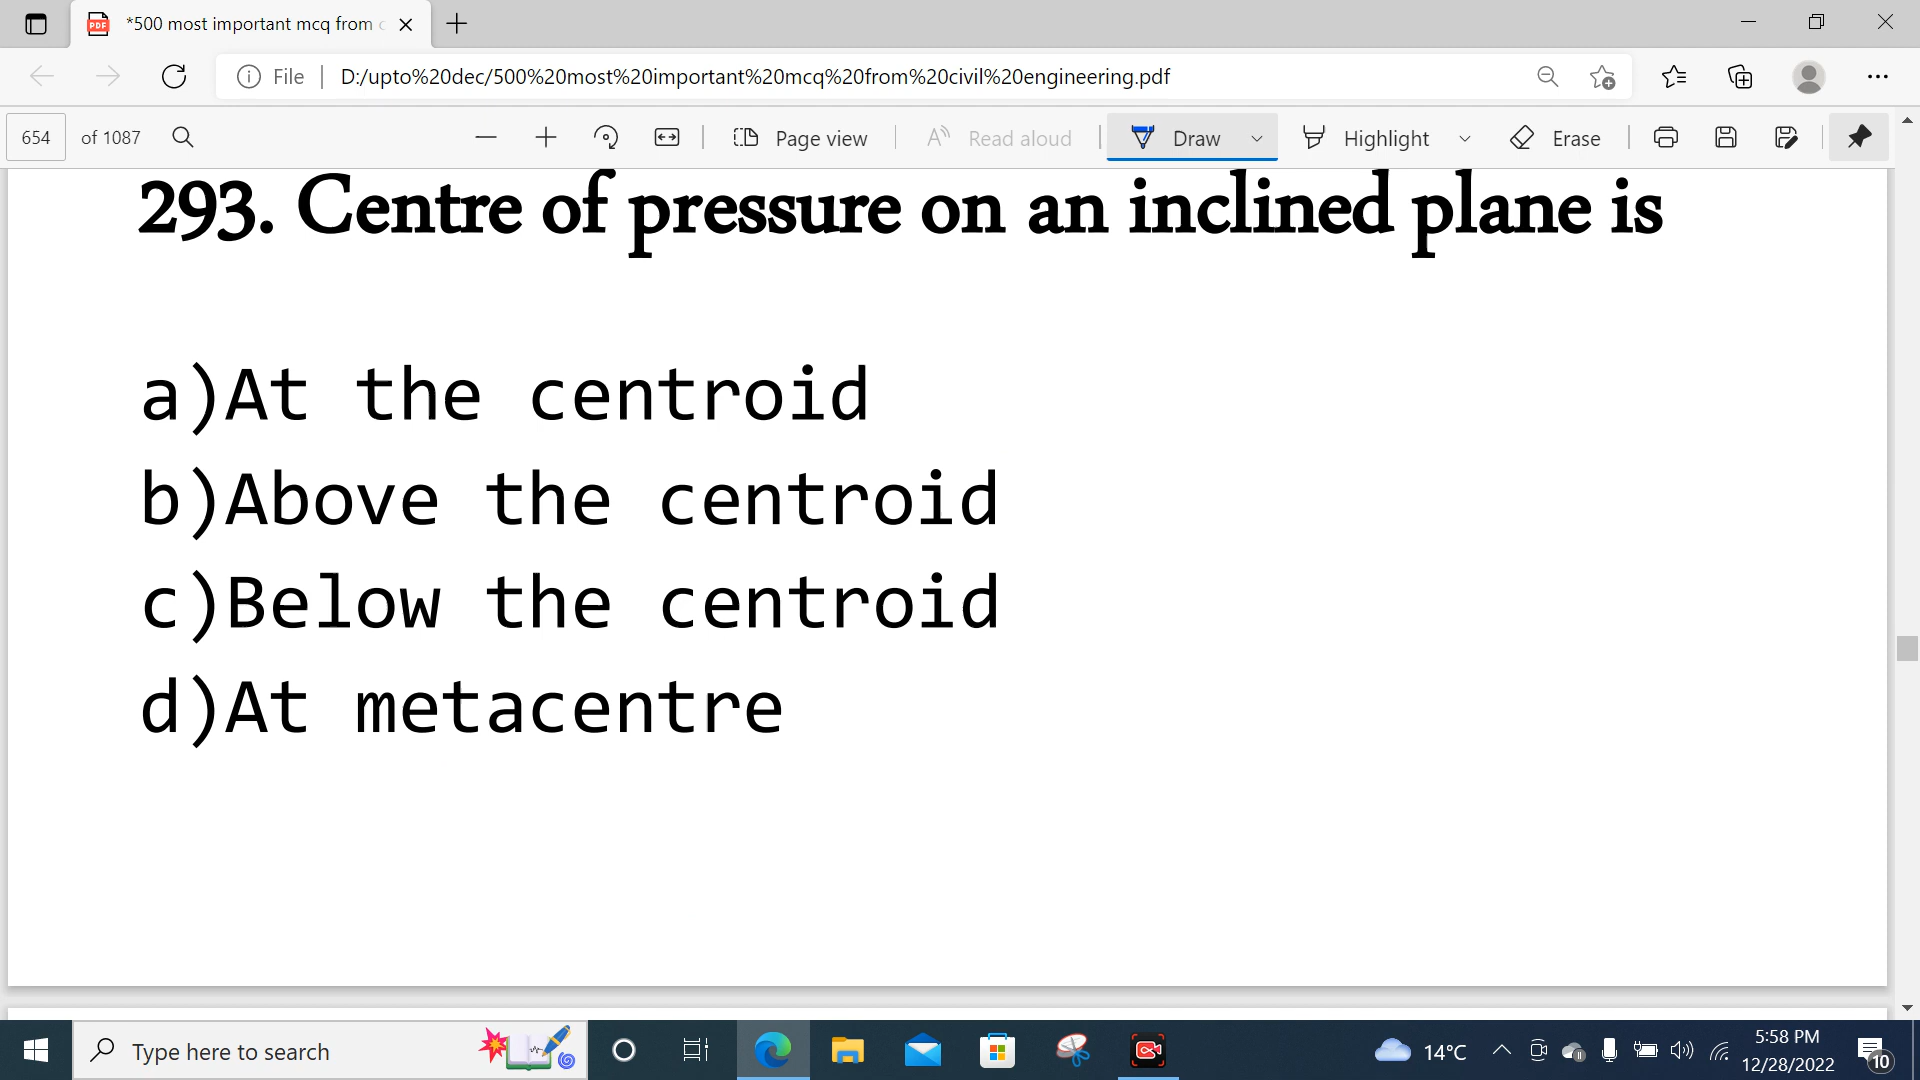 *500 most important mcq from c
File
D:/upto%20dec/500%20most%20important%20mcq%20from%20civil%20engineering.pdf
654 of 1087
Page view
Read aloud
Draw
Highlight
Erase
293. Centre of pressure on an inclined plane is
a)At the centroid
b)Above the centroid
c)Below the centroid
d)At metacentre
Type here to search
14°C
5:58 PM
12/28/2022
10